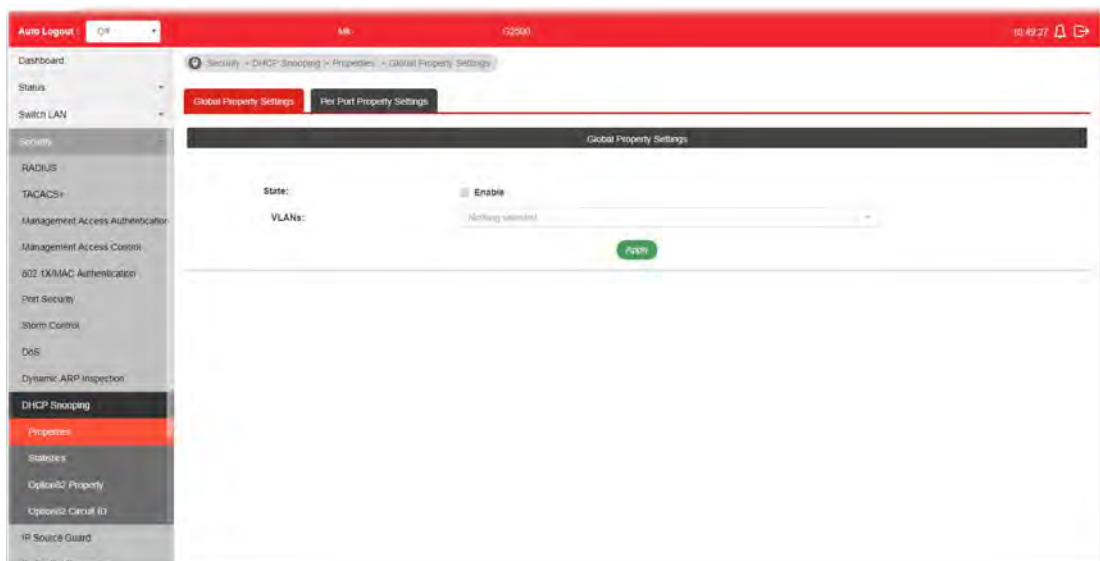 Auto Logout : Off G2500 10:49:27
Dashboard
Security » DHCP Snooping » Properties » Global Property Settings
Status
Global Property Settings Per Port Property Settings
Switch LAN
Security
Global Property Settings
RADIUS
TACACS+
State: Enable
Management Access Authentication
VLANs: Nothing selected
Management Access Control
Apply
802.1X/MAC Authentication
Port Security
Storm Control
DoS
Dynamic ARP Inspection
DHCP Snooping
Properties
Statistics
Option82 Property
Option82 Circuit ID
IP Source Guard